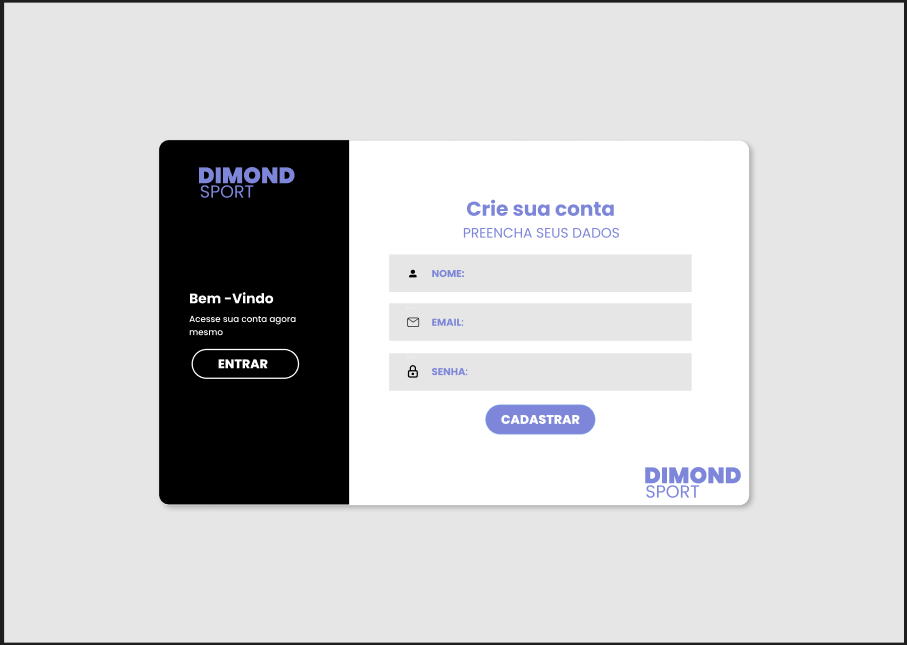 DIMOND
SPORT
Bem -Vindo
Acesse sua conta agora
mesmo
ENTRAR
Crie sua conta
PREENCHA SEUS DADOS
NOME:
EMAIL:
SENHA:
CADASTRAR
DIMOND
SPORT